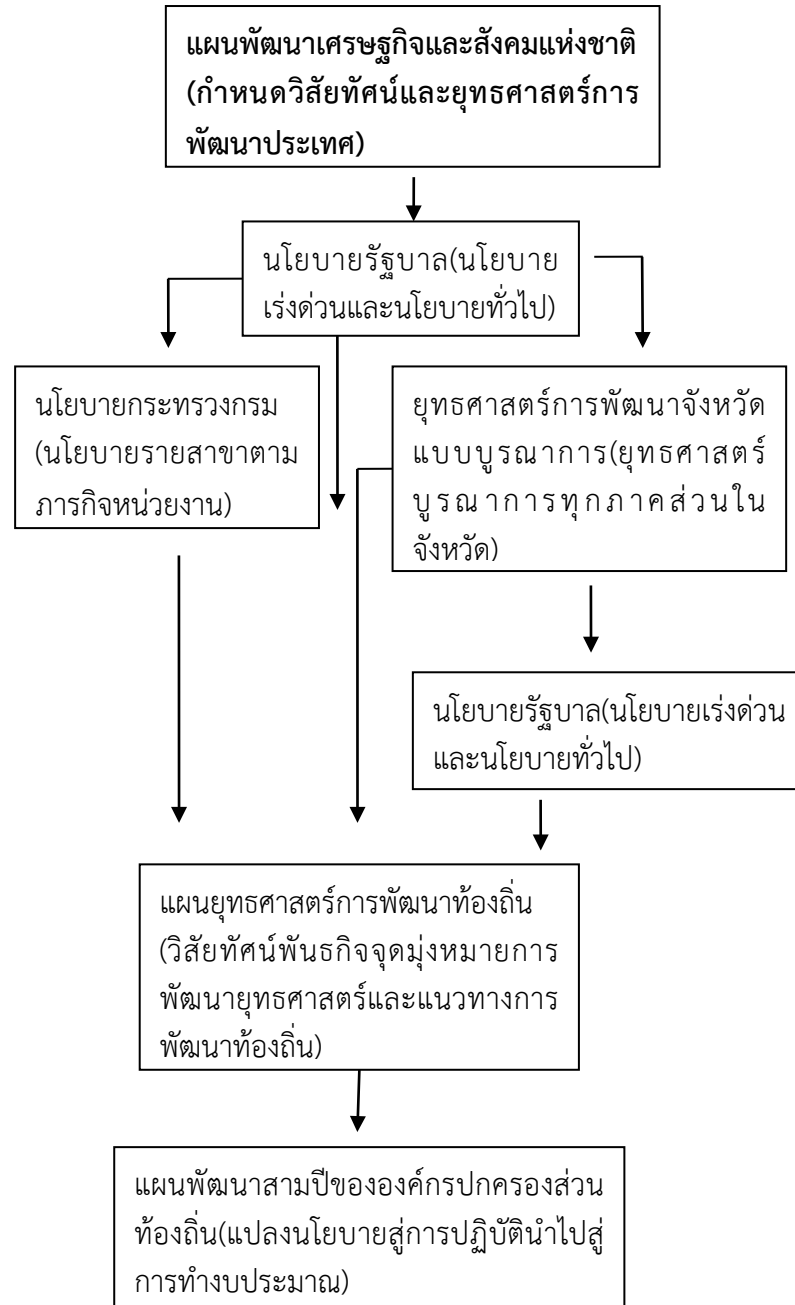 แผนพัฒนาเศรษฐกิจและสังคมแห่งชาติ
(กำหนดวิสัยทัศน์และยุทธศาสตร์การ
พัฒนาประเทศ)
นโยบายรัฐบาล(นโยบาย
เร่งด่วนและนโยบายทั่วไป)
นโยบายกระทรวงกรม
(นโยบายรายสาขาตาม
ภารกิจหน่วยงาน)
ยุทธศาสตร์การพัฒนาจังหวัด
แบบบูรณาการ(ยุทธศาสตร์
บูรณาการทุกภาคส่วนใน
จังหวัด)
นโยบายรัฐบาล(นโยบายเร่งด่วน
และนโยบายทั่วไป)
แผนยุทธศาสตร์การพัฒนาท้องถิ่น
(วิสัยทัศน์พันธกิจจุดมุ่งหมายการ
พัฒนายุทธศาสตร์และแนวทางการ
พัฒนาท้องถิ่น)
แผนพัฒนาสามปีขององค์กรปกครองส่วน
ท้องถิ่น(แปลงนโยบายสู่การปฏิบัตินำไปสู่
การทำงบประมาณ)